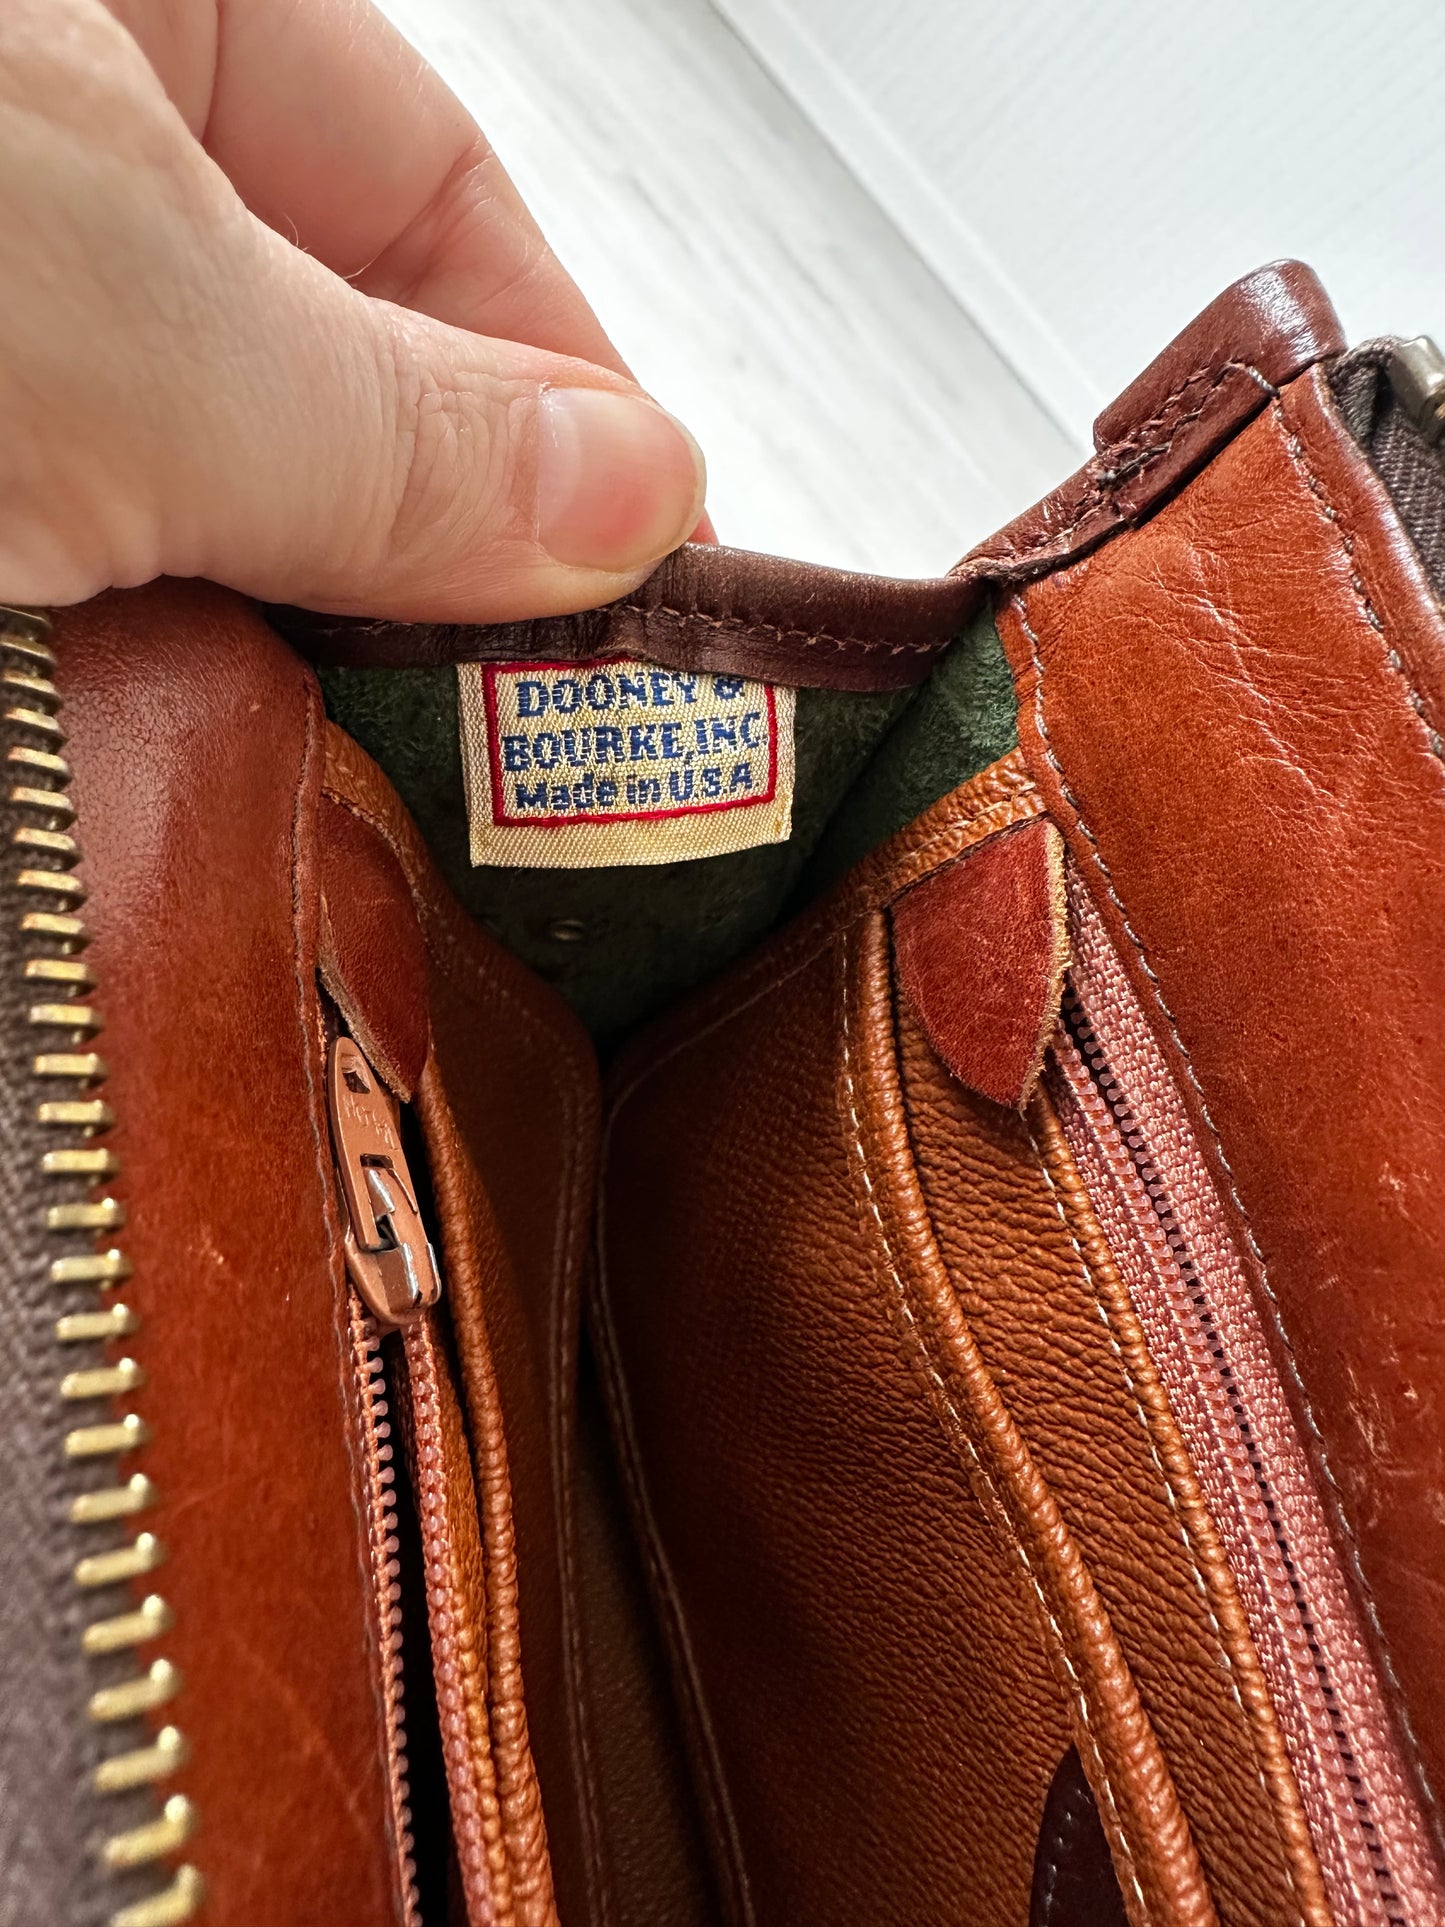 DOONEY &
BOURKE, INC
Made in U.S.A